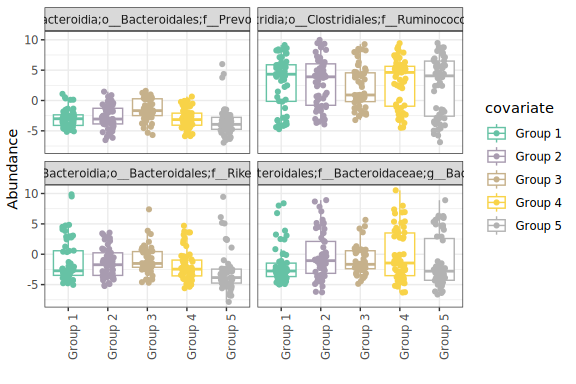 acteroidia;o__Bacteroidales;f__Prevo
tridia;o__Clostridiales;f__Ruminococc
Abundance
10
5
0
-5
Bacteroidia;o__Bacteroidales;f__Rike
teroidales;f__Bacteroidaceae;g__Bac
10
5
0
-5
Group 1
Group 2
Group 3
Group 4
Group 5
Group 1
Group 2
Group 3
Group 4
Group 5
covariate
Group 1
Group 2
Group 3
Group 4
Group 5